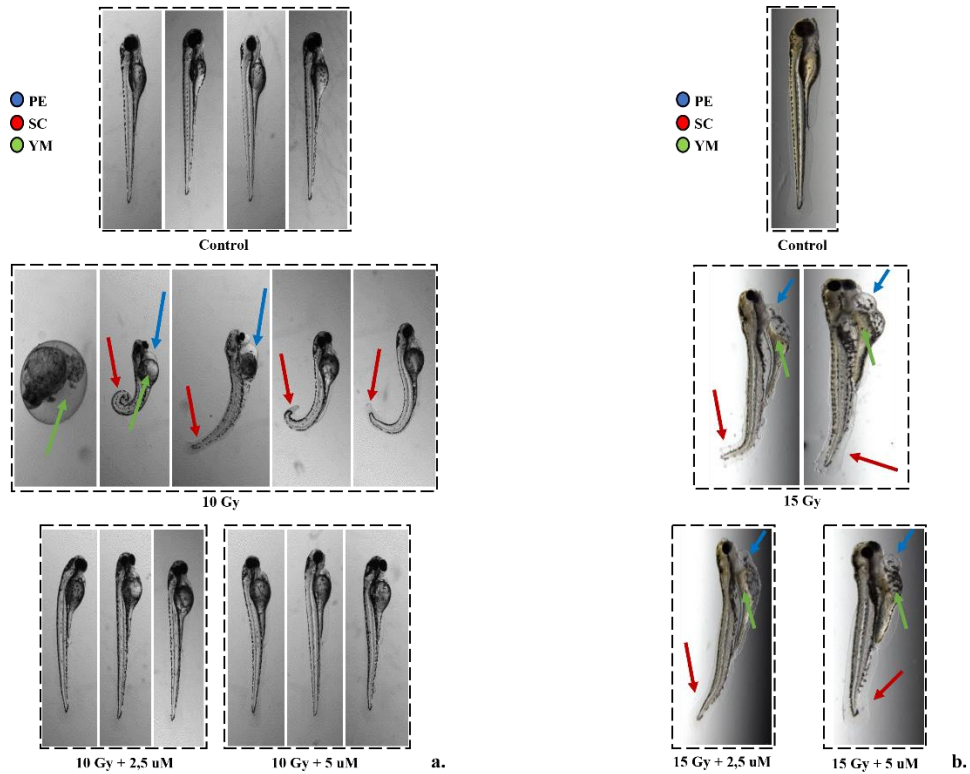 PE
SC
YM
Control
10 Gy
10 Gy + 2,5 uM
10 Gy + 5 uM
a.
PE
SC
YM
Control
15 Gy
15 Gy + 2,5 uM
15 Gy + 5 uM
b.